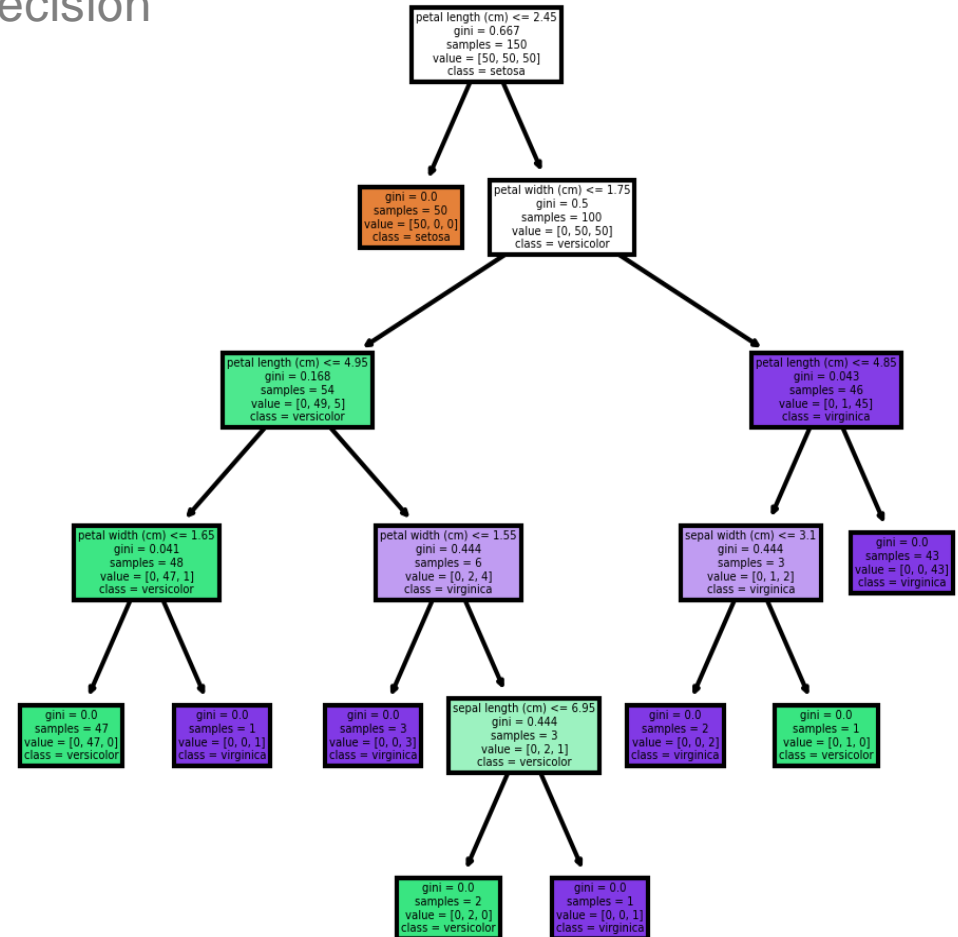 ecision
petal length (cm) <= 2.45
gini = 0.667
samples = 150
value = [50, 50, 50]
class = setosa
gini = 0.0
samples = 50
value = [50, 0, 0]
class = setosa
petal width (cm) <= 1.75
gini = 0.5
samples = 100
value = [0, 50, 50]
class = versicolor
petal length (cm) <= 4.95
gini = 0.168
samples = 54
value = [0, 49, 5]
class = versicolor
petal length (cm) <= 4.85
gini = 0.043
samples = 46
value = [0, 1, 45]
class = virginica
petal width (cm) <= 1.65
gini = 0.041
samples = 48
value = [0, 47, 1]
class = versicolor
petal width (cm) <= 1.55
gini = 0.444
samples = 6
value = [0, 2, 4]
class = virginica
sepal width (cm) <= 3.1
gini = 0.444
samples = 3
value = [0, 1, 2]
class = virginica
gini = 0.0
samples = 43
value = [0, 0, 43]
class = virginica
gini = 0.0
samples = 47
value = [0, 47, 0]
class = versicolor
gini = 0.0
samples = 1
value = [0, 0, 1]
class = virginica
gini = 0.0
samples = 3
value = [0, 0, 3]
class = virginica
sepal length (cm) <= 6.95
gini = 0.444
samples = 3
value = [0, 2, 1]
class = versicolor
gini = 0.0
samples = 2
value = [0, 0, 2]
class = virginica
gini = 0.0
samples = 1
value = [0, 1, 0]
class = versicolor
gini = 0.0
samples = 2
value = [0, 2, 0]
class = versicolor
gini = 0.0
samples = 1
value = [0, 0, 1]
class = virginica